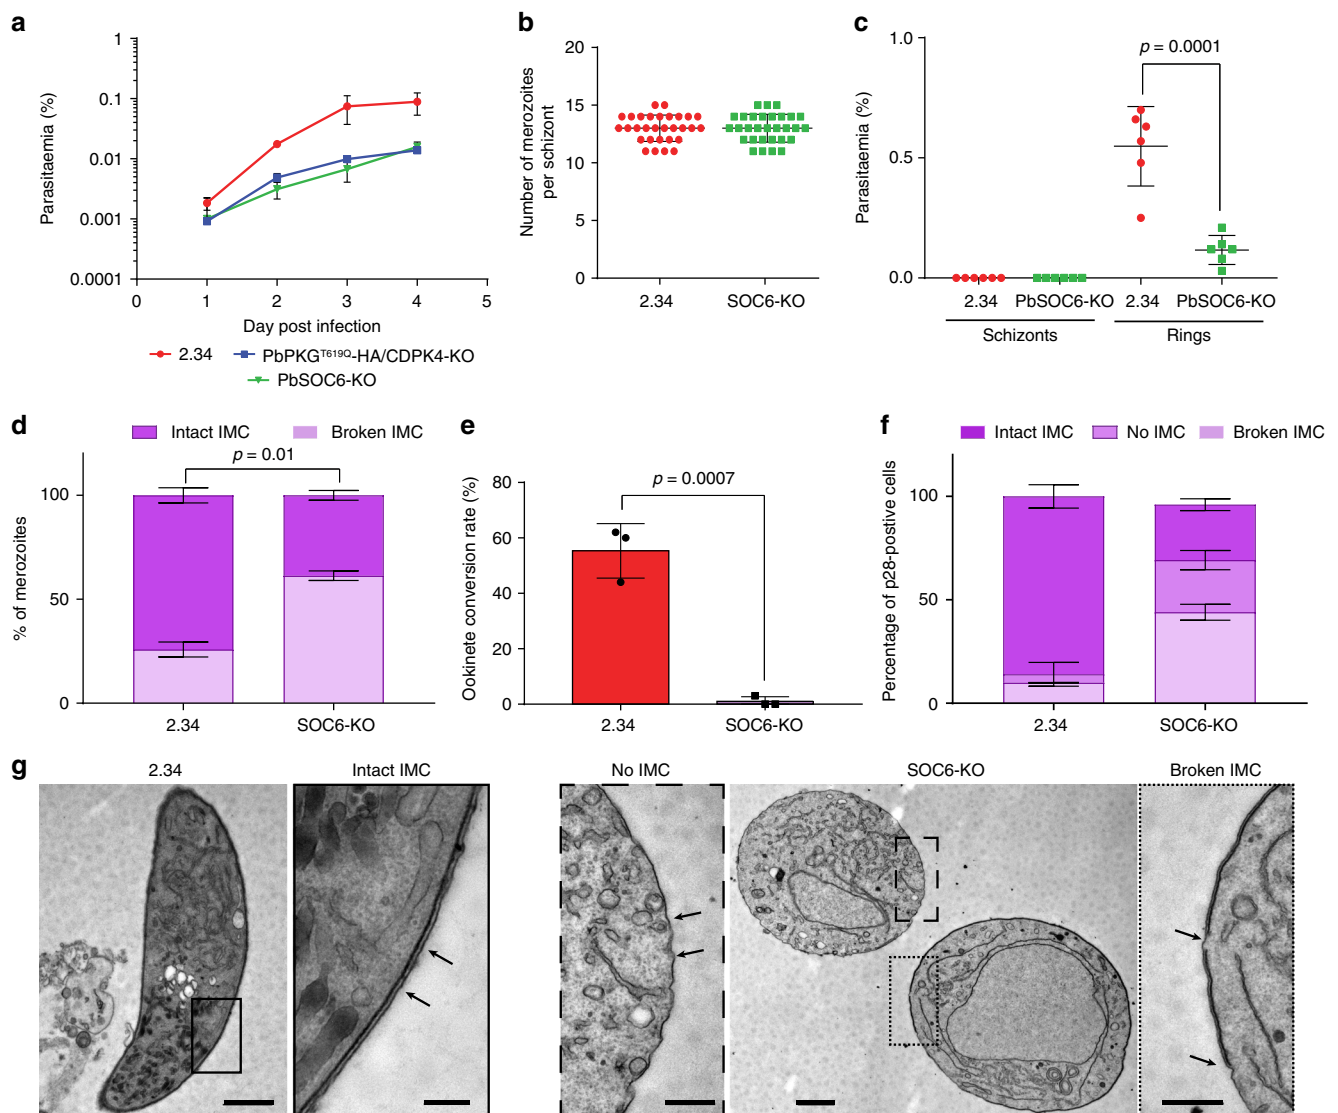 a
1
0.1
0.01
0.001
0.0001
Parasitaemia (%)
0
1
2
3
4
5
Day post infection
2.34
PbPKGT619Q-HA/CDPK4-KO
PbSOC6-KO
b
20
15
10
5
0
Number of merozoites
per schizont
2.34
SOC6-KO
c
1.0
0.5
0.0
Parasitaemia (%)
p = 0.0001
2.34
PbSOC6-KO
2.34
PbSOC6-KO
Schizonts
Rings
d
Intact IMC
Broken IMC
p = 0.01
100
50
0
% of merozoites
2.34
SOC6-KO
e
80
60
40
20
0
Ookinete conversion rate (%)
p = 0.0007
2.34
SOC6-KO
f
Intact IMC
No IMC
Broken IMC
100
50
0
Percentage of p28-postive cells
2.34
SOC6-KO
g
2.34
Intact IMC
No IMC
SOC6-KO
Broken IMC